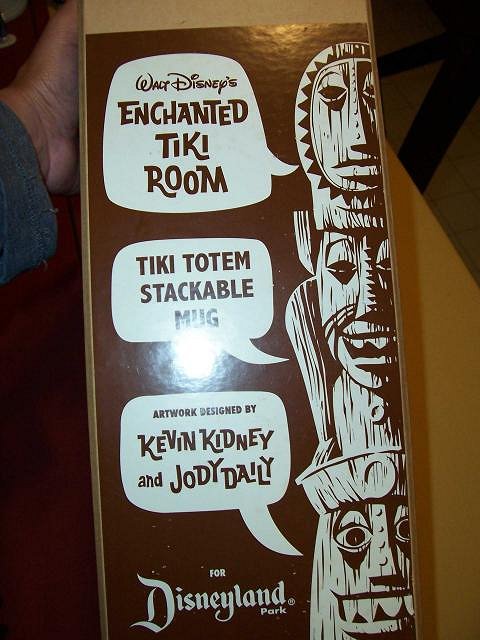 Walt Disney's
ENCHANTED
TIKI
ROOM
TIKI TOTEM
STACKABLE
MUG
ARTWORK DESIGNED BY
KEVIN KIDNEY
and JODY DAILY
FOR
Disneyland®
Park